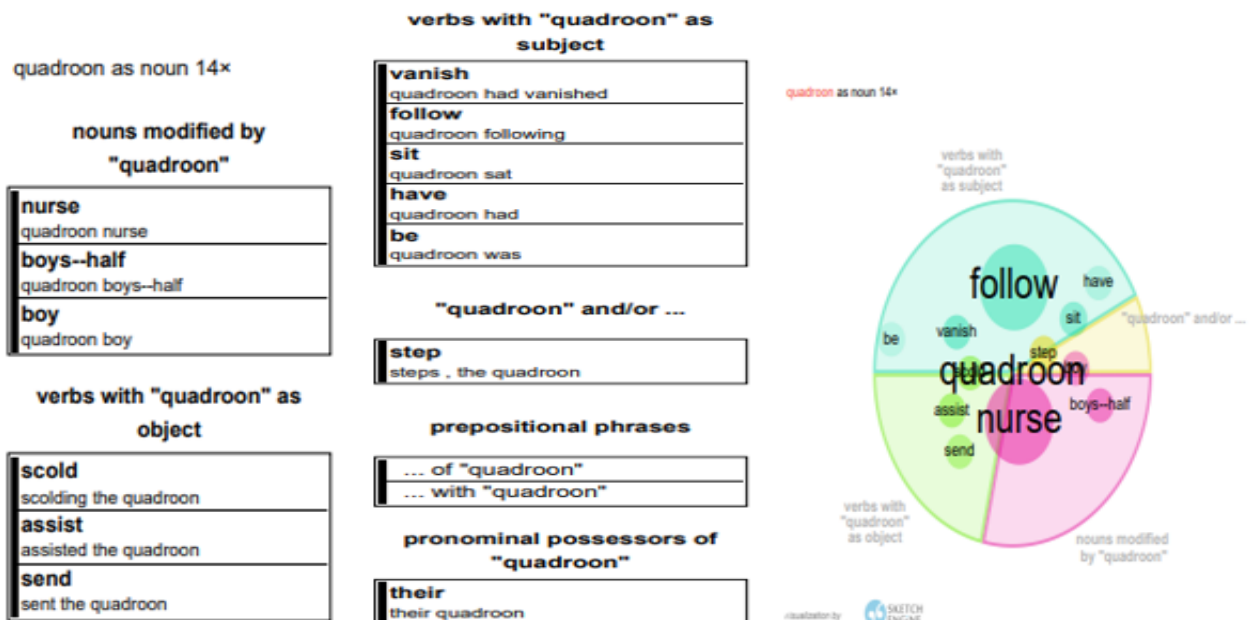 quadroon as noun 14×
nouns modified by
"quadroon"
nurse
quadroon nurse
boys--half
quadroon boys--half
boy
quadroon boy
verbs with "quadroon" as
object
scold
scolding the quadroon
assist
assisted the quadroon
send
sent the quadroon
verbs with "quadroon" as
subject
vanish
quadroon had vanished
follow
quadroon following
sit
quadroon sat
have
quadroon had
be
quadroon was
"quadroon" and/or ...
step
steps , the quadroon
prepositional phrases
... of "quadroon"
... with "quadroon"
pronominal possessors of
"quadroon"
their
their quadroon
quadroon as noun 14×
verbs with
"quadroon"
as subject
follow
have
sit
"quadroon" and/or ...
vanish
be
step
quadroon
assist
nurse
boys--half
send
verbs with
"quadroon"
as object
nouns modified
by "quadroon"
visualization by
SKETCH
ENGINE